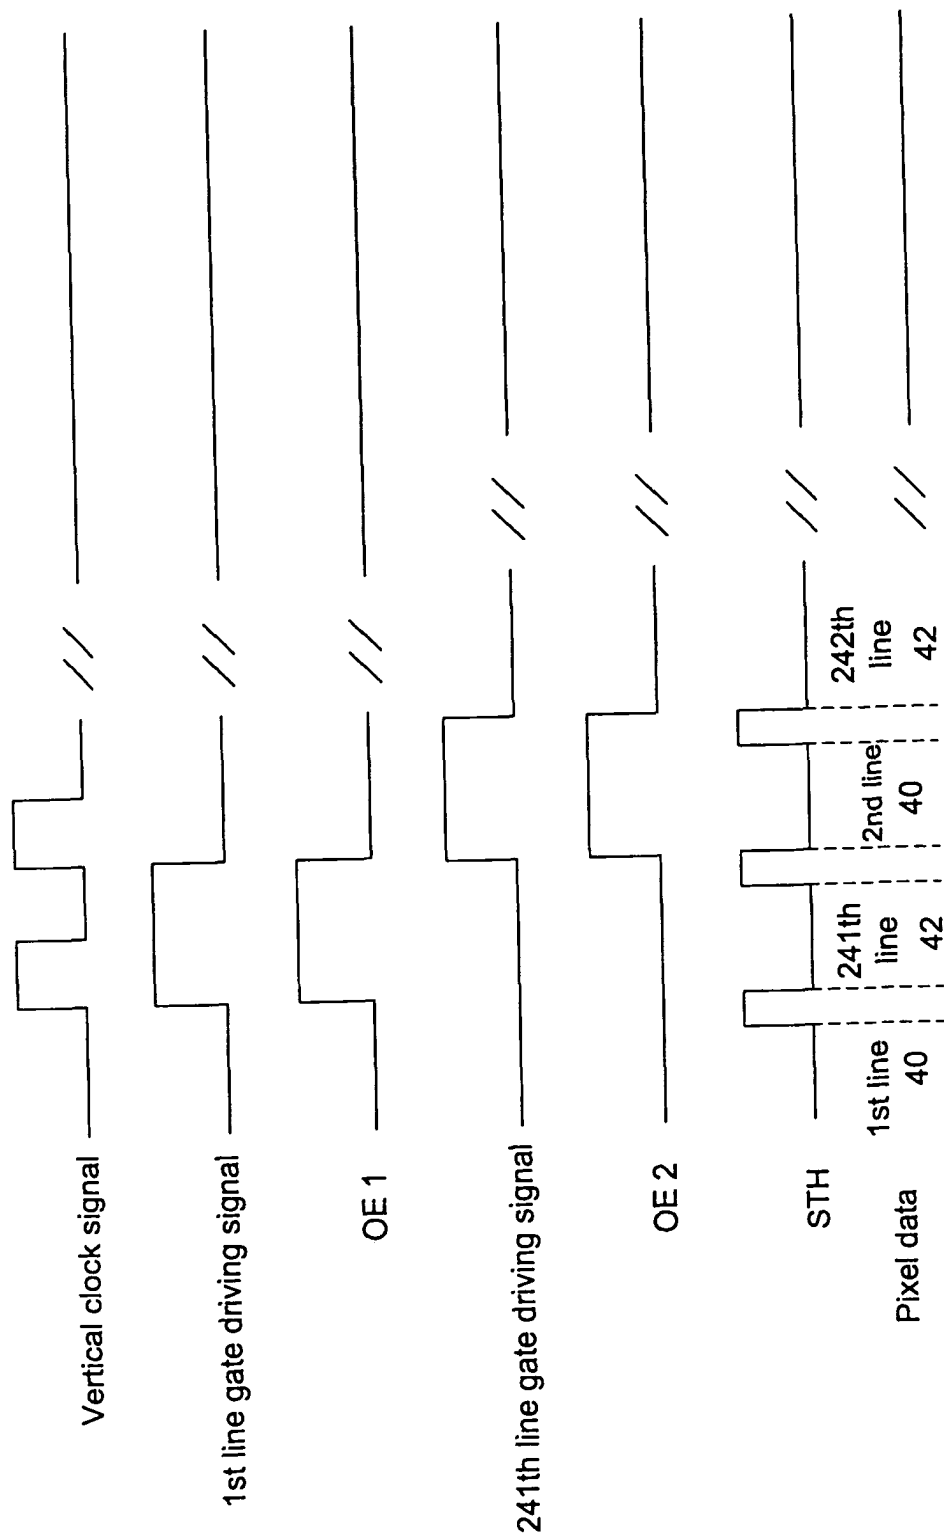 Vertical clock signal
1st line gate driving signal
OE 1
241th line gate driving signal
OE 2
STH
Pixel data
1st line
40
241th
line
42
2nd line
40
242th
line
42